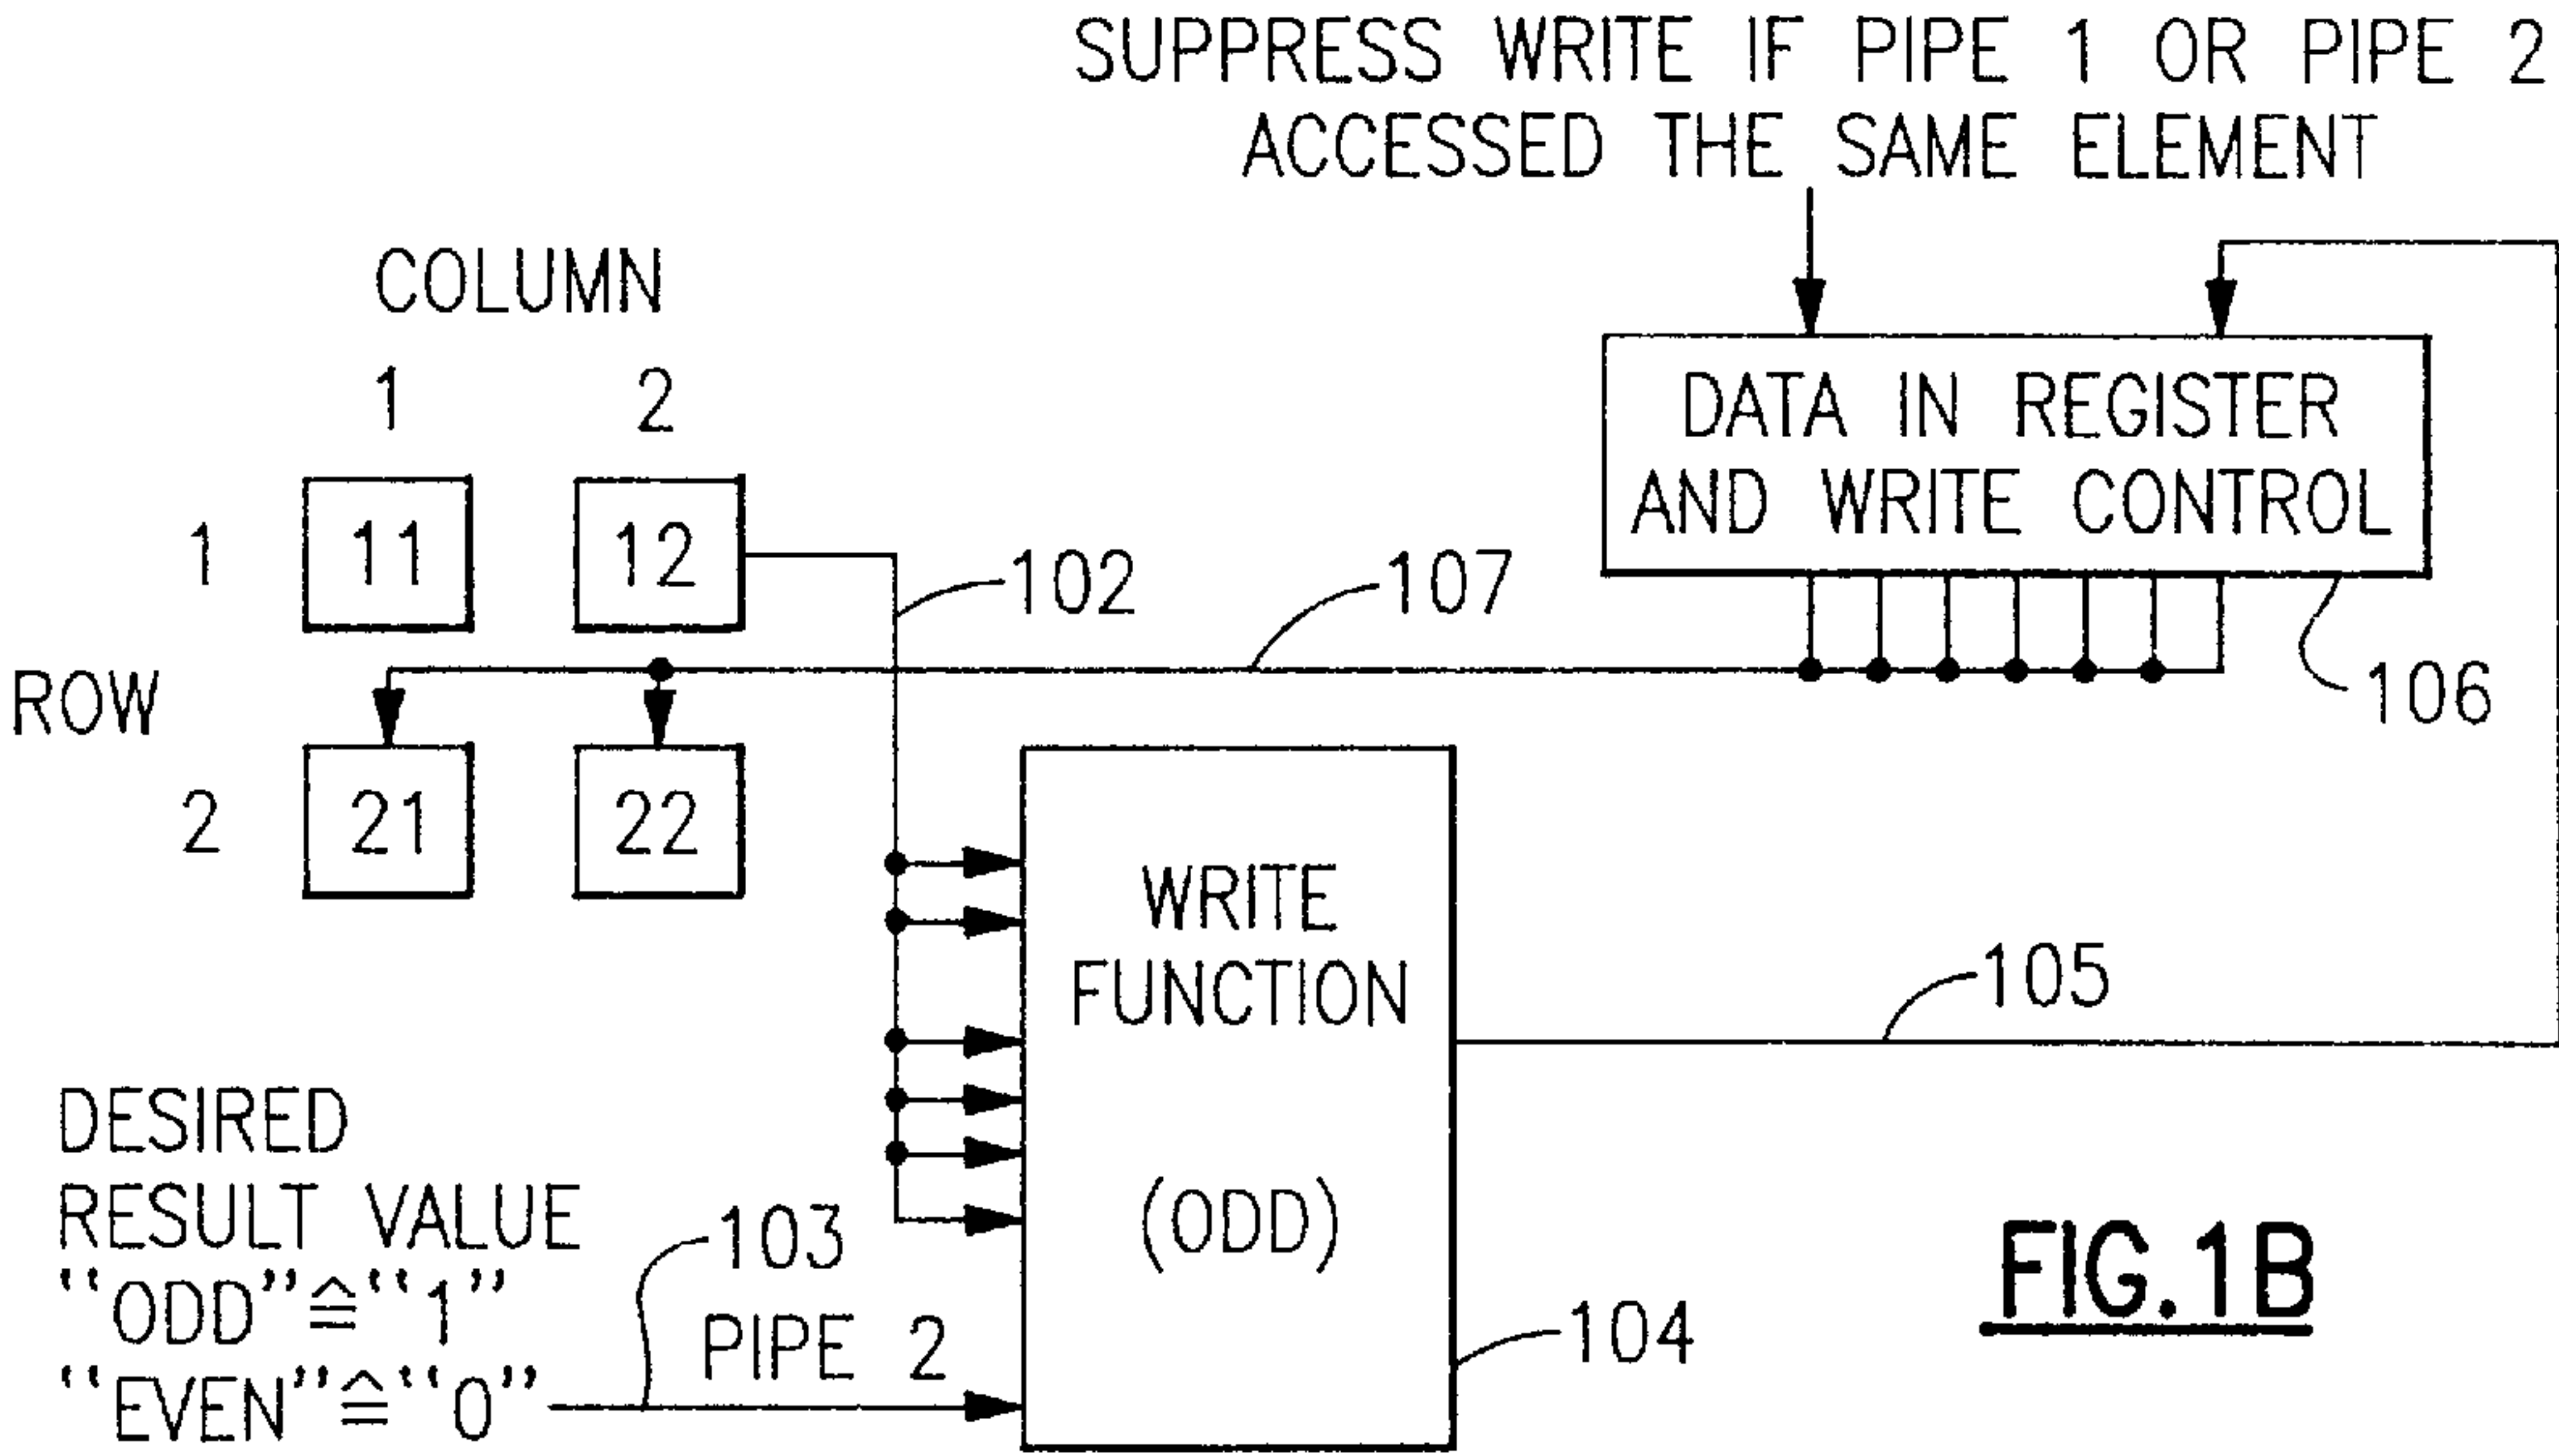 SUPPRESS WRITE IF PIPE 1 OR PIPE 2
ACCESSED THE SAME ELEMENT
COLUMN
1 2
DATA IN REGISTER
AND WRITE CONTROL
1 11 12
102
107
106
ROW
2 21 22
WRITE
FUNCTION
(ODD)
105
DESIRED
RESULT VALUE
“ODD”≙“1”
“EVEN”≙“0”
103
PIPE 2
104
FIG.1B